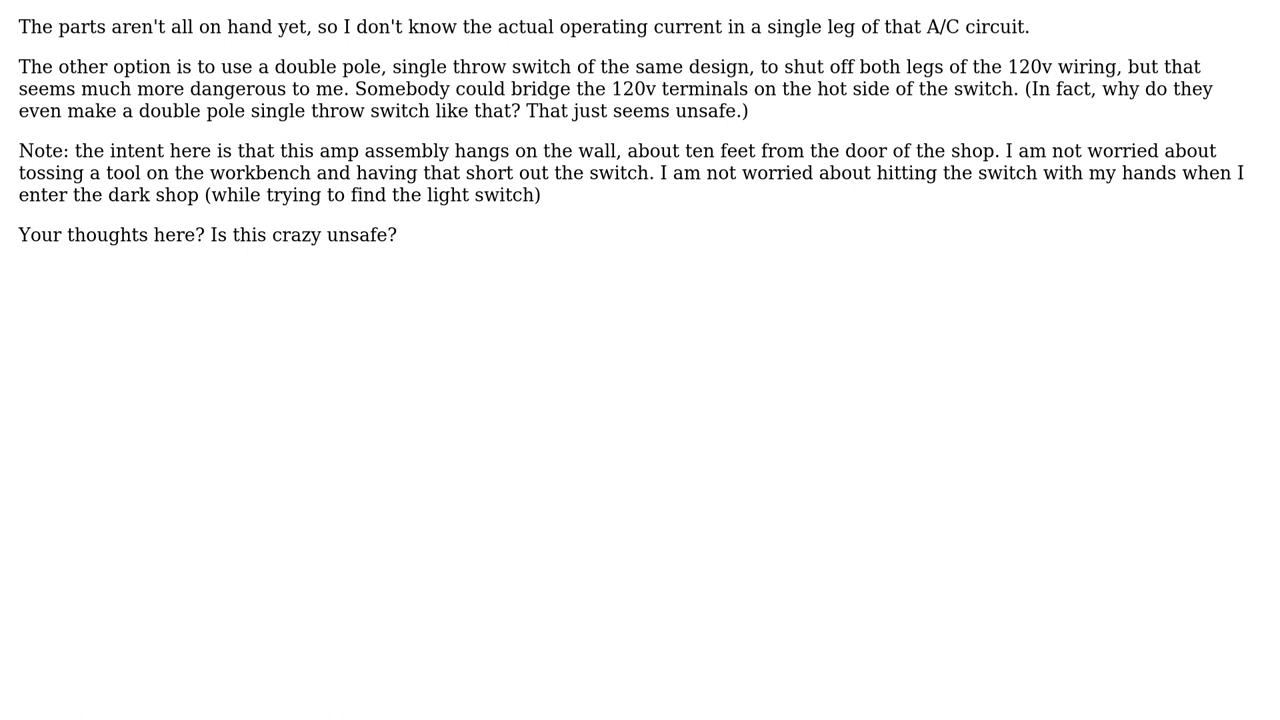 The parts aren't all on hand yet, so I don't know the actual operating current in a single leg of that A/C circuit.
The other option is to use a double pole, single throw switch of the same design, to shut off both legs of the 120v wiring, but that
seems much more dangerous to me. Somebody could bridge the 120v terminals on the hot side of the switch. (In fact, why do they
even make a double pole single throw switch like that? That just seems unsafe.)
Note: the intent here is that this amp assembly hangs on the wall, about ten feet from the door of the shop. I am not worried about
tossing a tool on the workbench and having that short out the switch. I am not worried about hitting the switch with my hands when I
enter the dark shop (while trying to find the light switch)
Your thoughts here? Is this crazy unsafe?